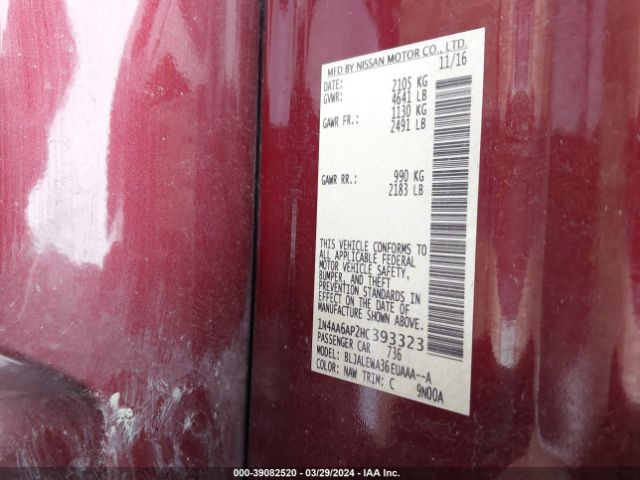 MFD BY NISSAN MOTOR CO., LTD.
DATE: 11/16
GVWR: 2105 KG
4641 LB
GAWR FR.: 1130 KG
2491 LB
GAWR RR.: 990 KG
2183 LB
THIS VEHICLE CONFORMS TO
ALL APPLICABLE FEDERAL
MOTOR VEHICLE SAFETY,
BUMPER, AND THEFT
PREVENTION STANDARDS IN
EFFECT ON THE DATE OF
MANUFACTURE SHOWN ABOVE.
1N4AA6AP2HC393323
PASSENGER CAR 736
MODEL: BLJALEWA36EUAAA--A
COLOR: NAW TRIM: C 9N00A
000-39082520 - 03/29/2024 - IAA Inc.